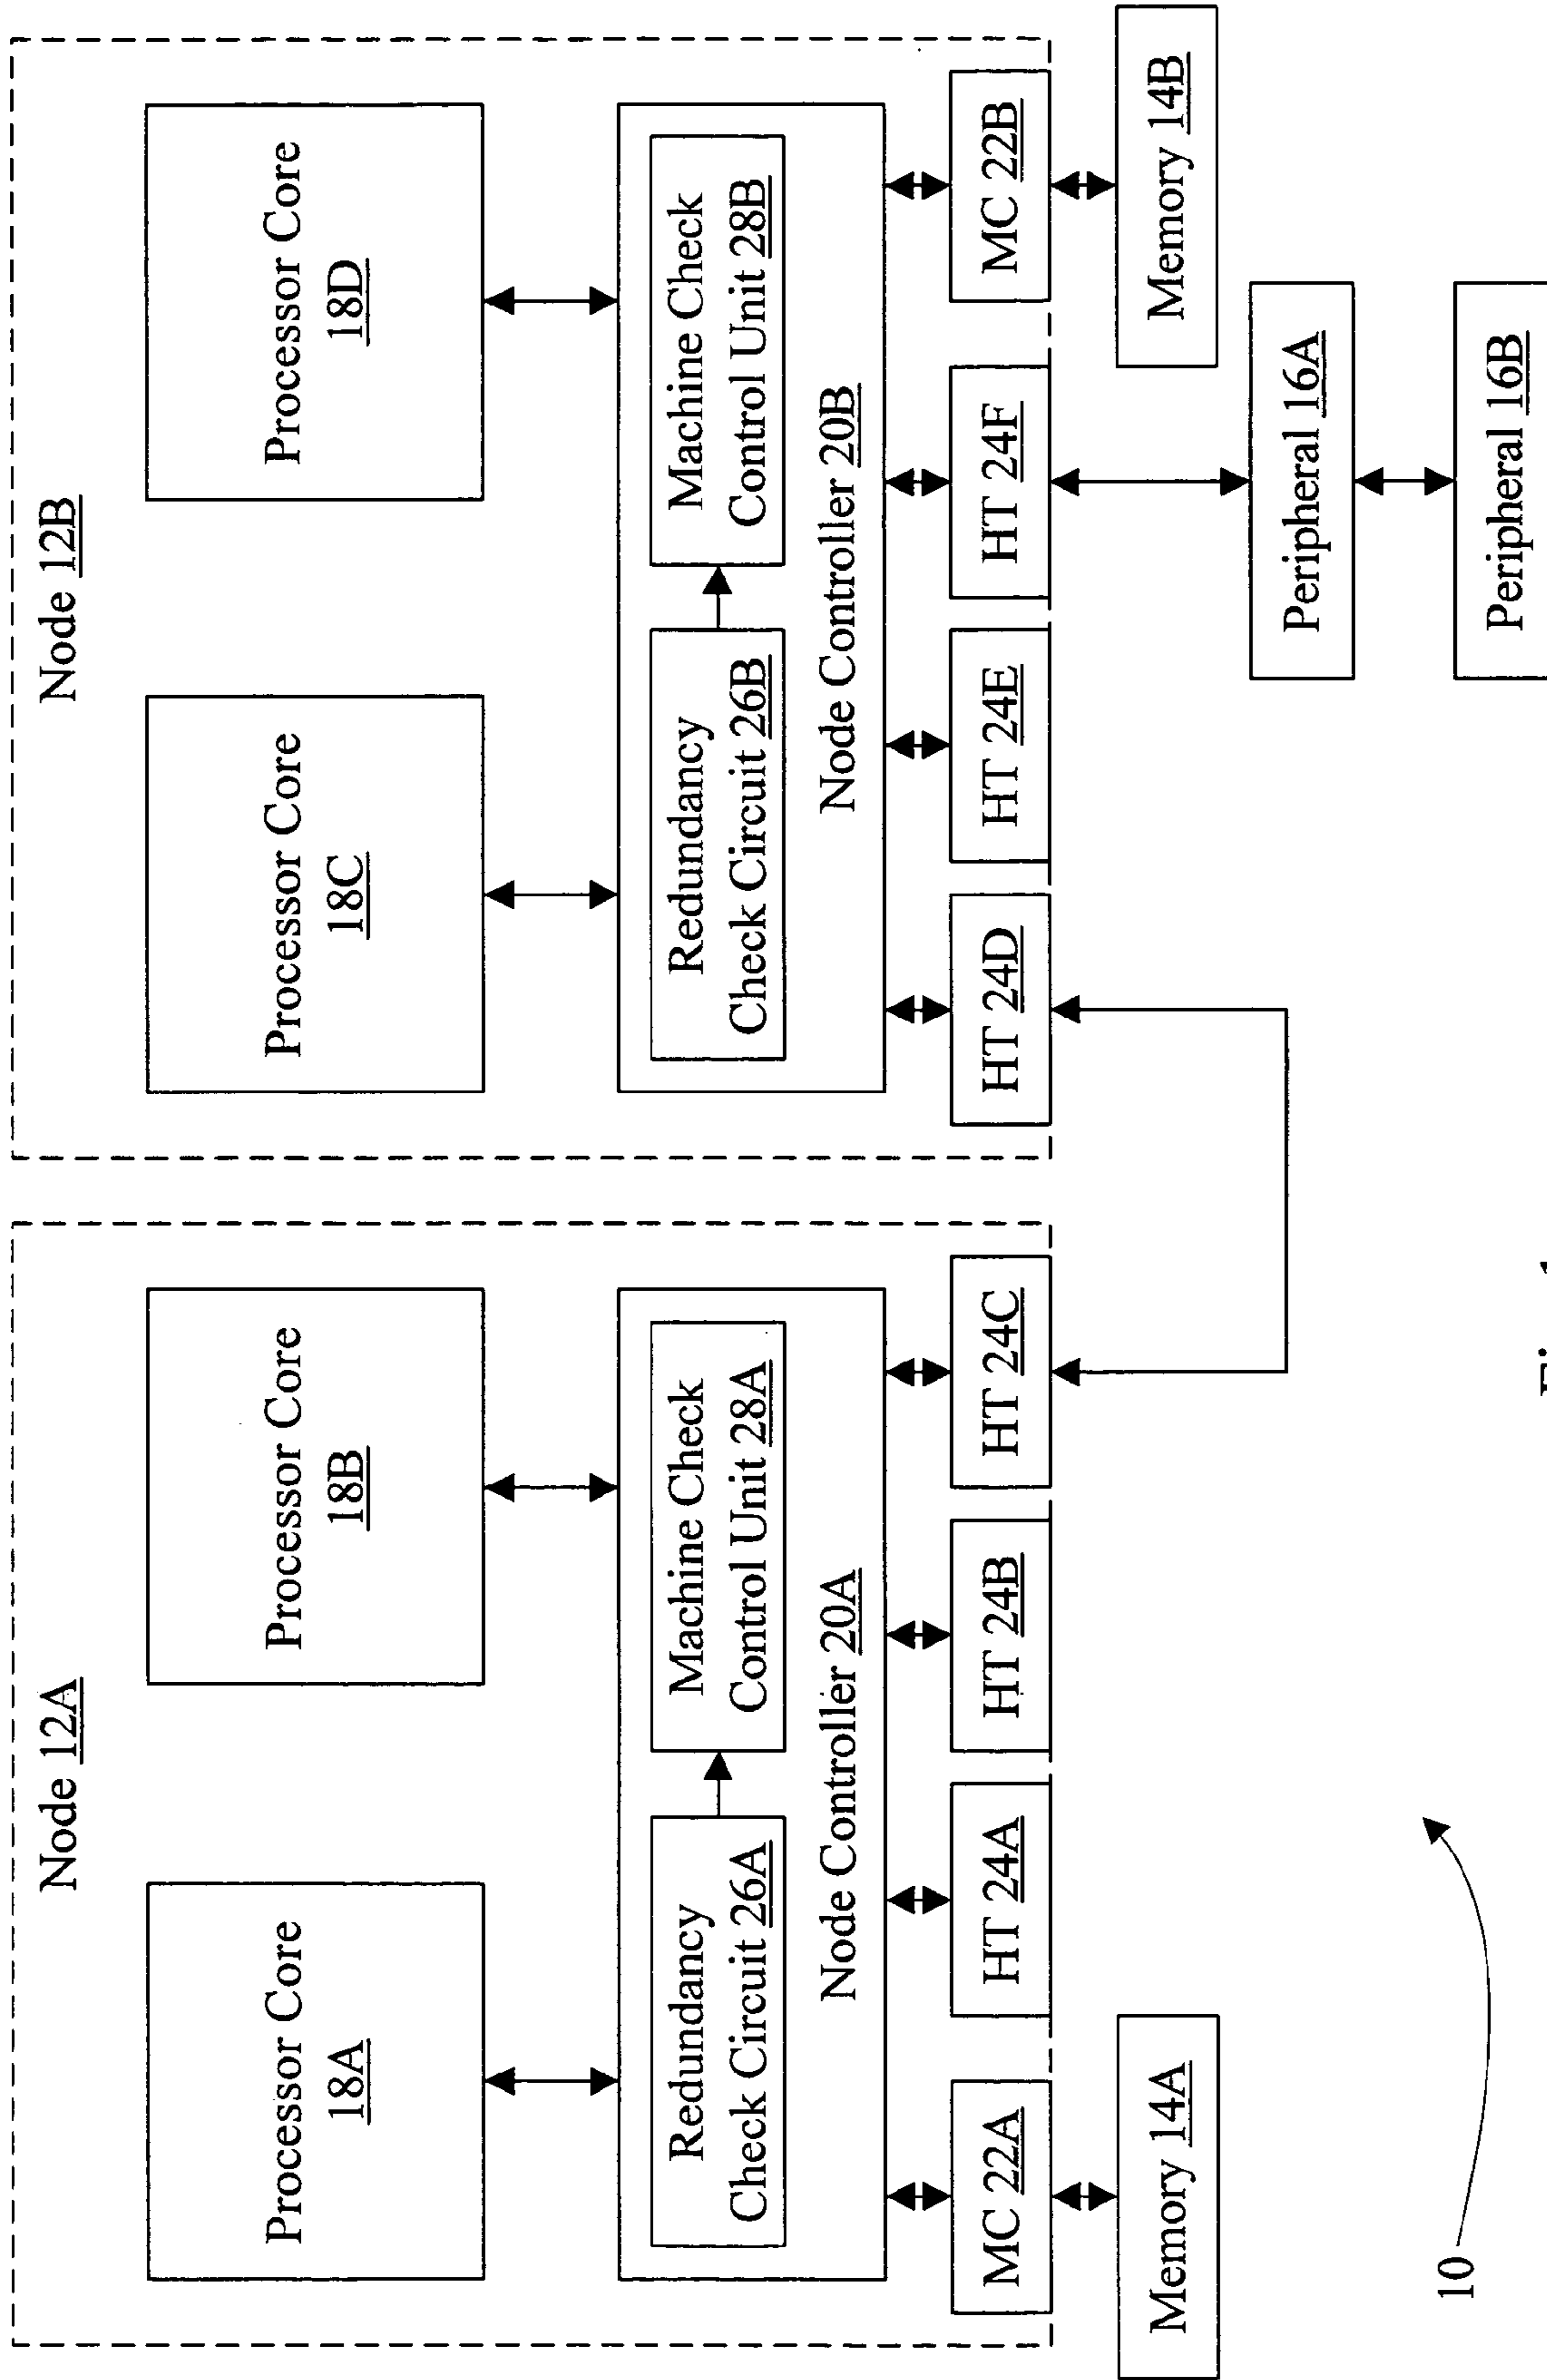 Node 12A
Processor Core
18A
Processor Core
18B
Redundancy
Check Circuit 26A
Machine Check
Control Unit 28A
Node Controller 20A
MC 22A
HT 24A
HT 24B
HT 24C
Memory 14A
Node 12B
Processor Core
18C
Processor Core
18D
Redundancy
Check Circuit 26B
Machine Check
Control Unit 28B
Node Controller 20B
HT 24D
HT 24E
HT 24F
MC 22B
Memory 14B
Peripheral 16A
Peripheral 16B
10